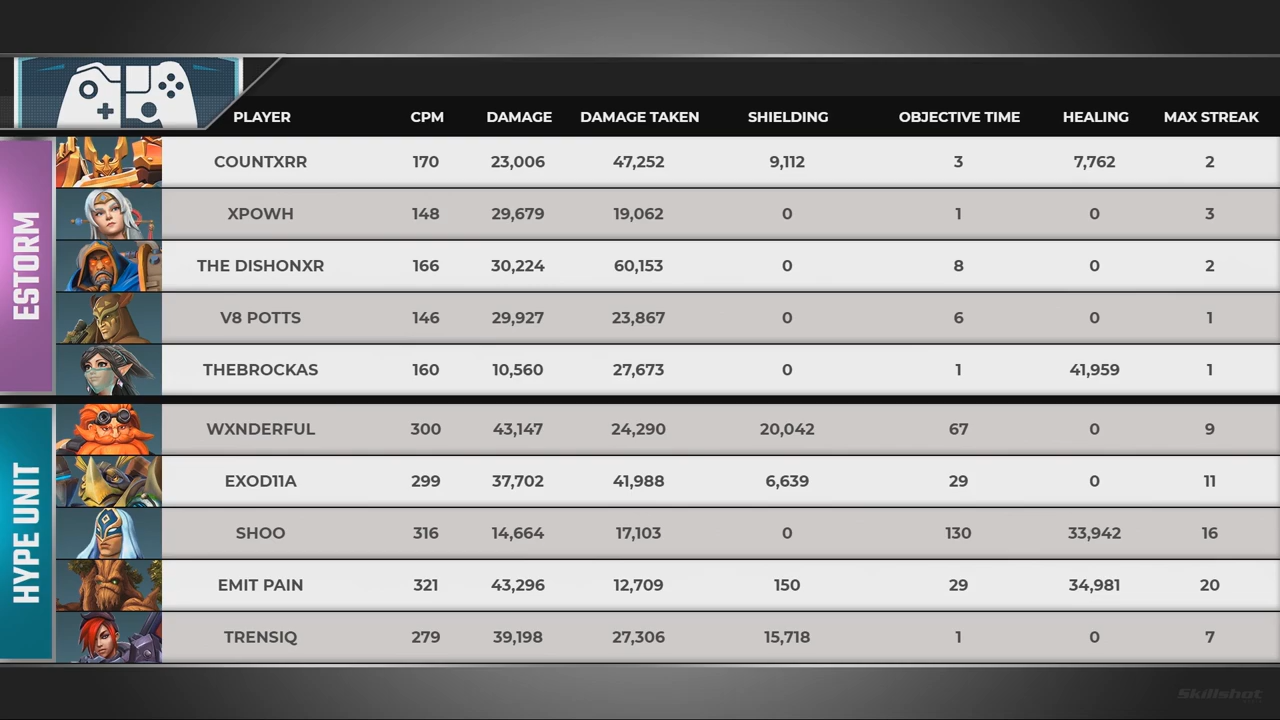 PLAYER CPM DAMAGE DAMAGE TAKEN SHIELDING OBJECTIVE TIME HEALING MAX STREAK
ESTORM
COUNTXRR 170 23,006 47,252 9,112 3 7,762 2
XPOWH 148 29,679 19,062 0 1 0 3
THE DISHONXR 166 30,224 60,153 0 8 0 2
V8 POTTS 146 29,927 23,867 0 6 0 1
THEBROCKAS 160 10,560 27,673 0 1 41,959 1
HYPE UNIT
WXNDERFUL 300 43,147 24,290 20,042 67 0 9
EXOD11A 299 37,702 41,988 6,639 29 0 11
SHOO 316 14,664 17,103 0 130 33,942 16
EMIT PAIN 321 43,296 12,709 150 29 34,981 20
TRENSIQ 279 39,198 27,306 15,718 1 0 7
Skillshot